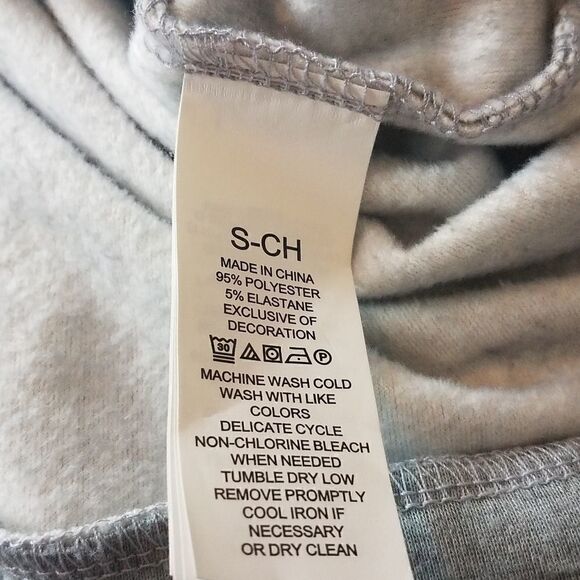 S-CH
MADE IN CHINA
95% POLYESTER
5% ELASTANE
EXCLUSIVE OF
DECORATION
30 P
MACHINE WASH COLD
WASH WITH LIKE
COLORS
DELICATE CYCLE
NON-CHLORINE BLEACH
WHEN NEEDED
TUMBLE DRY LOW
REMOVE PROMPTLY
COOL IRON IF
NECESSARY
OR DRY CLEAN